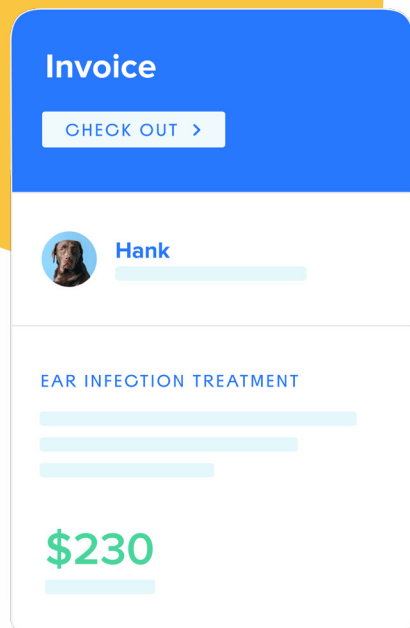 Invoice
CHECK OUT >
Hank
EAR INFECTION TREATMENT
$230